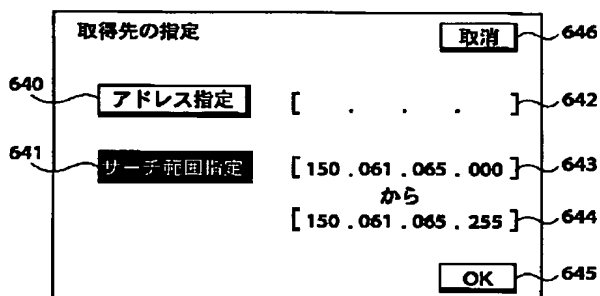 取得先の指定
取消
646
640
アドレス指定
[ . . . ]
642
641
サーチ範囲指定
[ 150 . 061 . 065 . 000 ]
643
から
[ 150 . 061 . 065 . 255 ]
644
OK
645